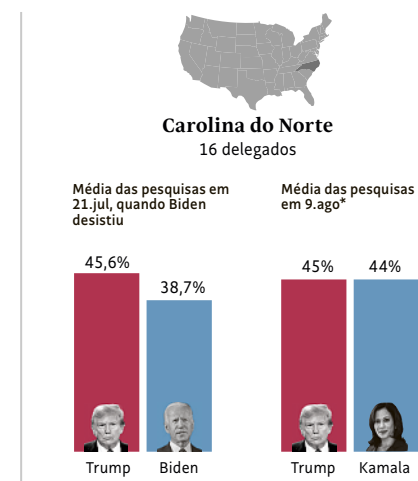 Carolina do Norte
16 delegados
Média das pesquisas em
21.jul, quando Biden
desistiu
45,6%
38,7%
Trump
Biden
Média das pesquisas
em 9.ago*
45%
44%
Trump
Kamala